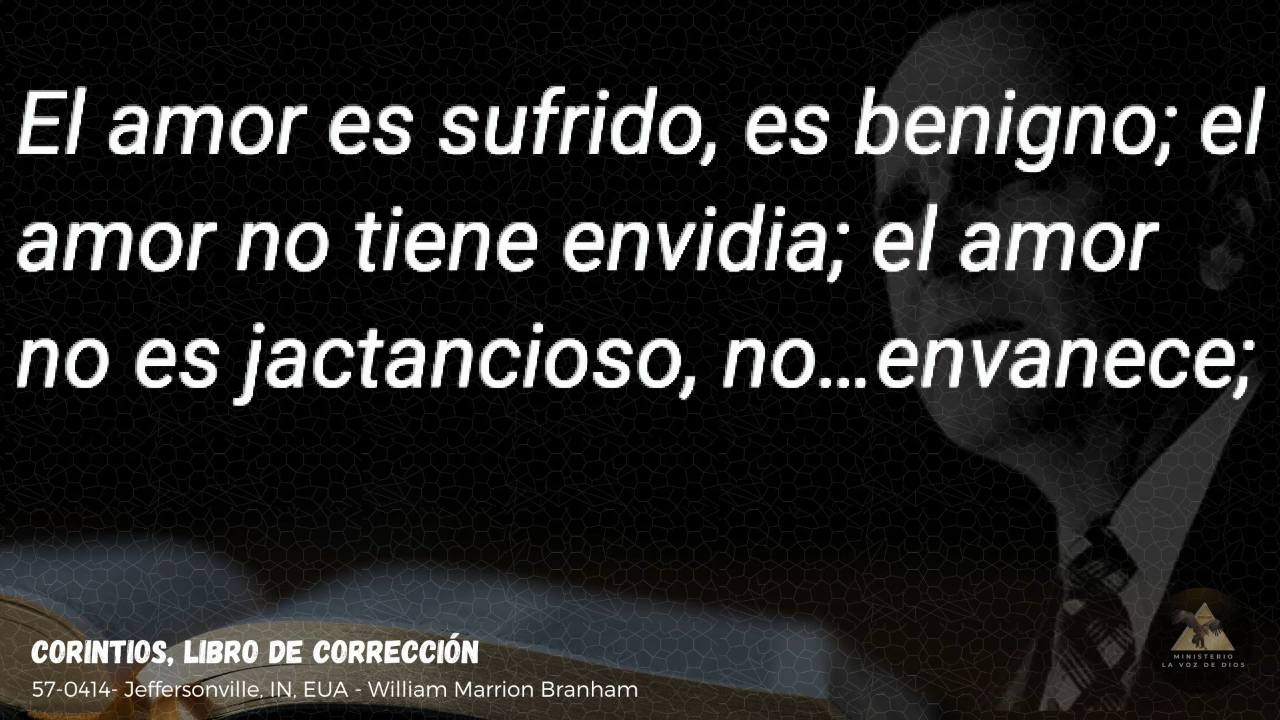 El amor es sufrido, es benigno; el
amor no tiene envidia; el amor
no es jactancioso, no...envanece;
CORINTIOS, LIBRO DE CORRECCIÓN
57-0414- Jeffersonville, IN, EUA - William Marrion Branham
MINISTERIO
LA VOZ DE DIOS